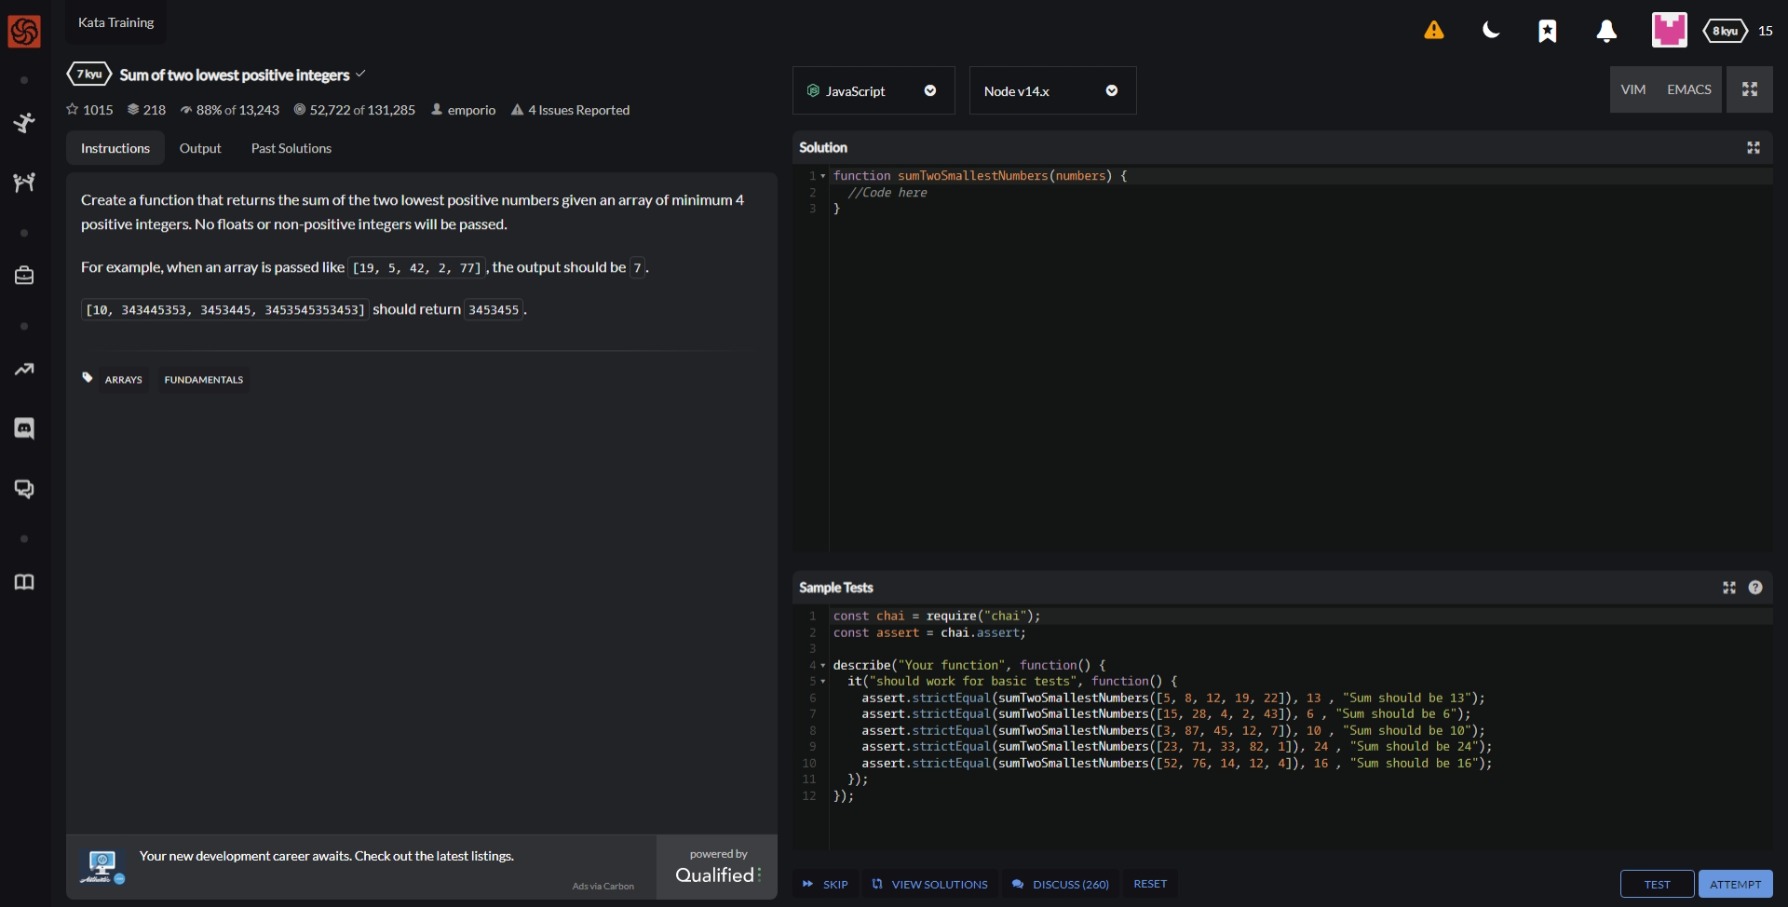 Kata Training
8 kyu 15
7 kyu Sum of two lowest positive integers
1015 218 88% of 13,243 52,722 of 131,285 emporio 4 Issues Reported
Instructions Output Past Solutions
Create a function that returns the sum of the two lowest positive numbers given an array of minimum 4
positive integers. No floats or non-positive integers will be passed.
For example, when an array is passed like [19, 5, 42, 2, 77], the output should be 7.
[10, 343445353, 3453445, 3453545353453] should return 3453455.
ARRAYS FUNDAMENTALS
Your new development career awaits. Check out the latest listings.
Ads via Carbon
powered by
Qualified
JavaScript Node v14.x VIM EMACS
Solution
1 function sumTwoSmallestNumbers(numbers) {
2 //Code here
3 }
Sample Tests
1 const chai = require("chai");
2 const assert = chai.assert;
3
4 describe("Your function", function() {
5 it("should work for basic tests", function() {
6 assert.strictEqual(sumTwoSmallestNumbers([5, 8, 12, 19, 22]), 13 , "Sum should be 13");
7 assert.strictEqual(sumTwoSmallestNumbers([15, 28, 4, 2, 43]), 6 , "Sum should be 6");
8 assert.strictEqual(sumTwoSmallestNumbers([3, 87, 45, 12, 7]), 10 , "Sum should be 10");
9 assert.strictEqual(sumTwoSmallestNumbers([23, 71, 33, 82, 1]), 24 , "Sum should be 24");
10 assert.strictEqual(sumTwoSmallestNumbers([52, 76, 14, 12, 4]), 16 , "Sum should be 16");
11 });
12 });
SKIP VIEW SOLUTIONS DISCUSS (260) RESET TEST ATTEMPT